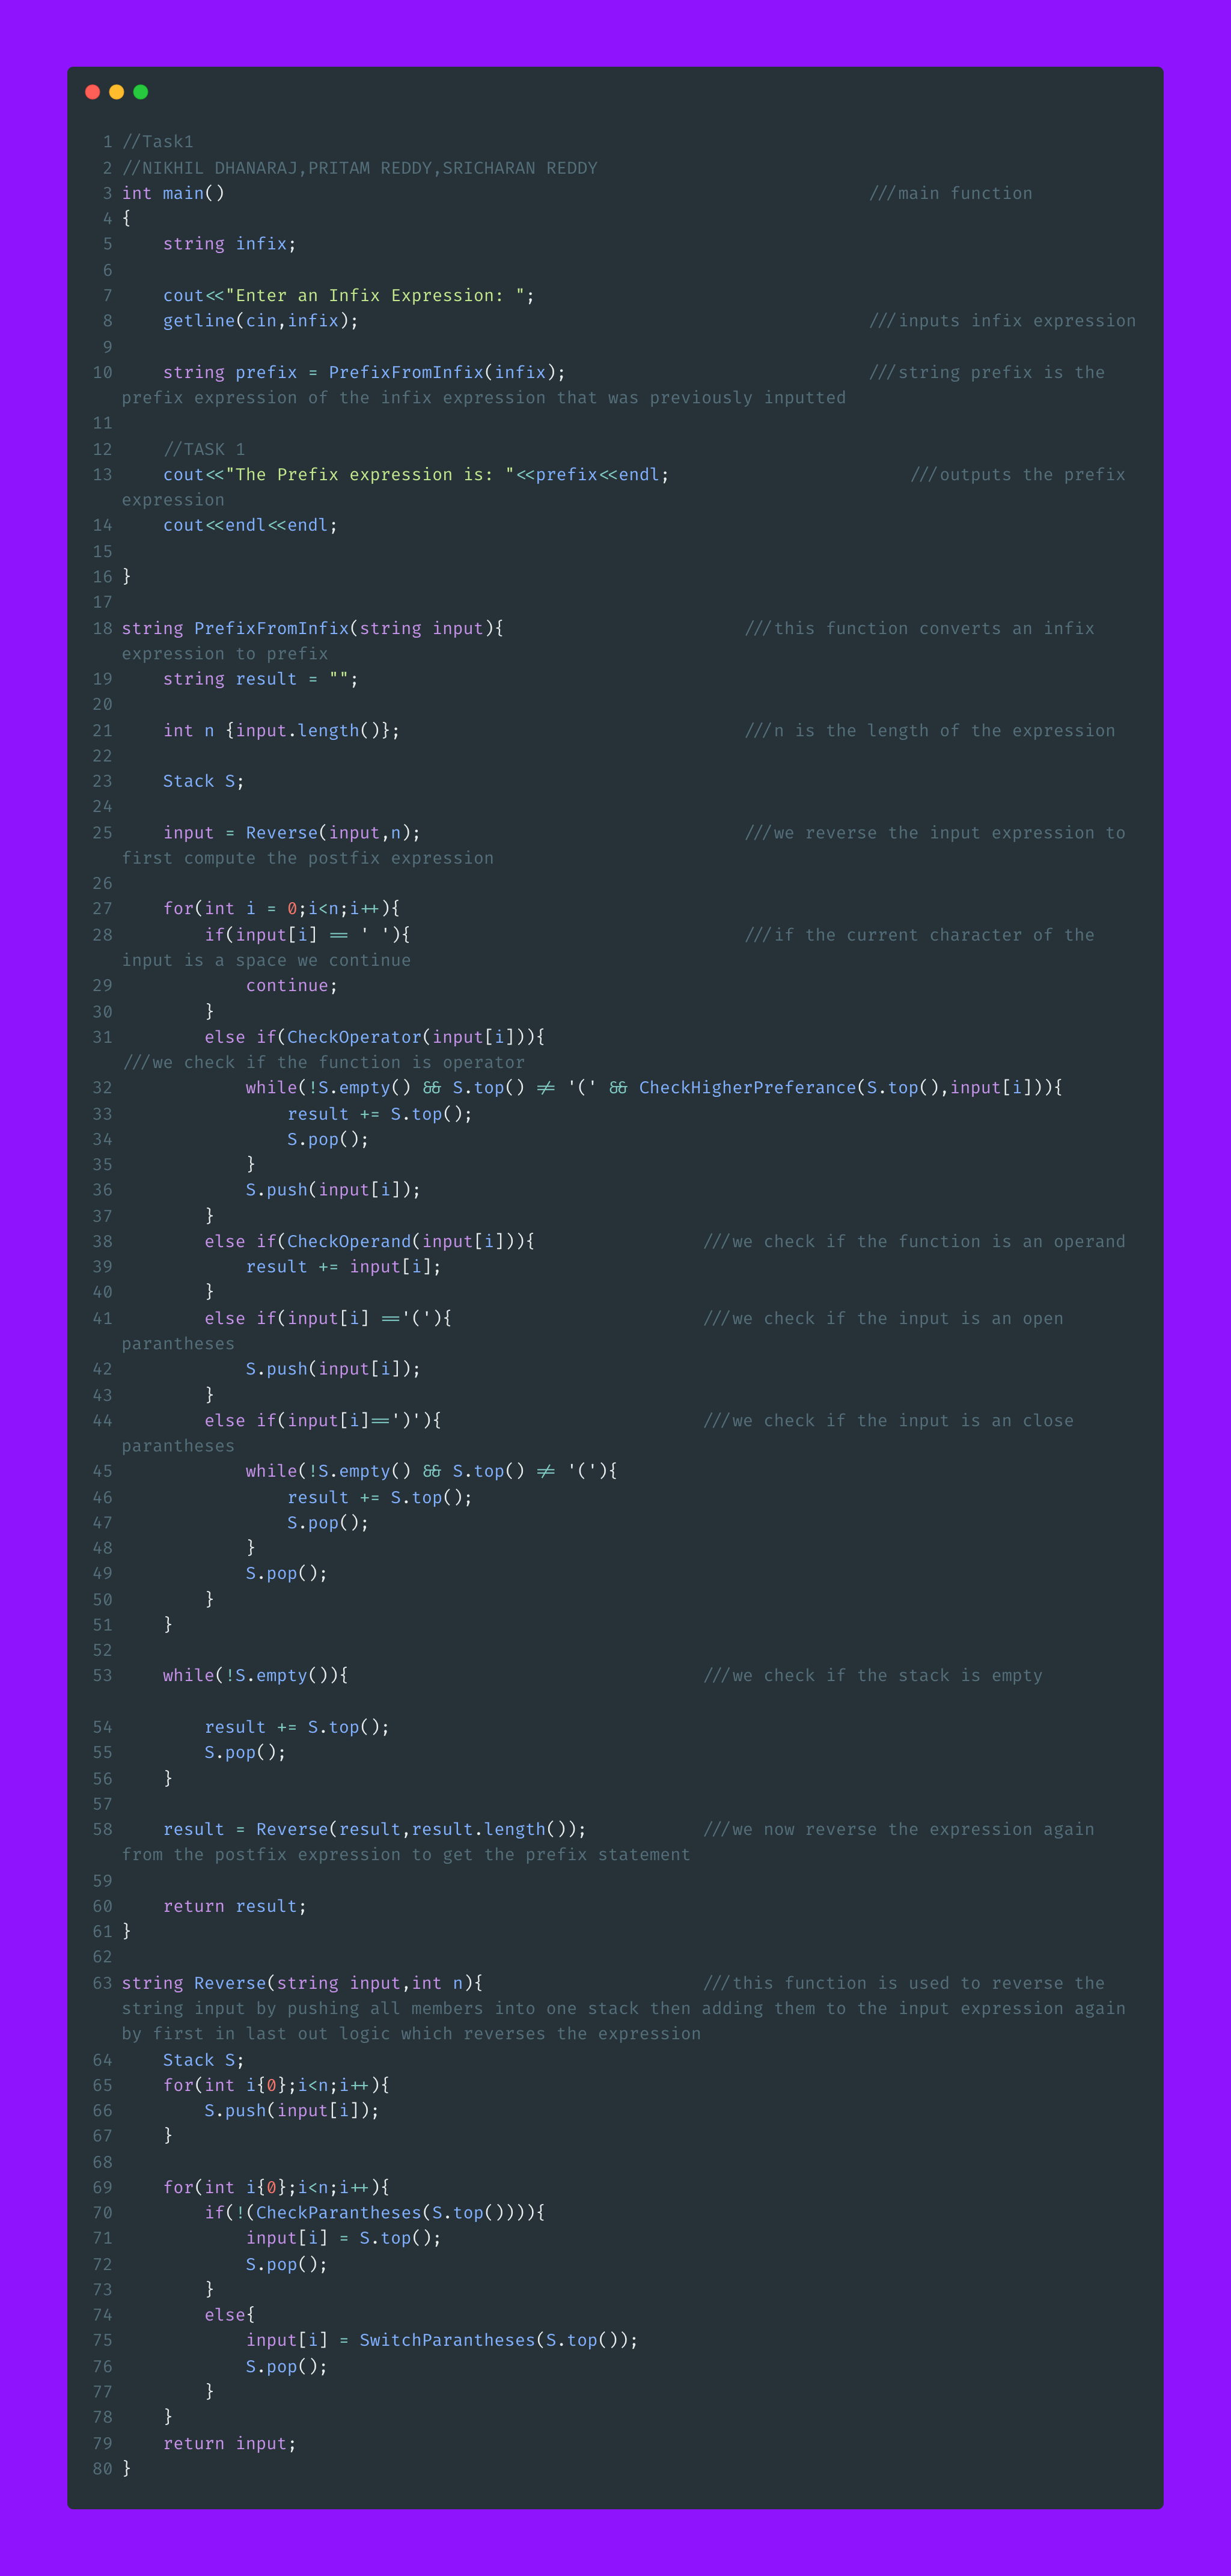 1 //Task1
2 //NIKHIL DHANARAJ,PRITAM REDDY,SRICHARAN REDDY
3 int main() ///main function
4 {
5 string infix;
6
7 cout<<"Enter an Infix Expression: ";
8 getline(cin,infix); ///inputs infix expression
9
10 string prefix = PrefixFromInfix(infix); ///string prefix is the
prefix expression of the infix expression that was previously inputted
11
12 //TASK 1
13 cout<<"The Prefix expression is: "<<prefix<<endl; ///outputs the prefix
expression
14 cout<<endl<<endl;
15
16 }
17
18 string PrefixFromInfix(string input){ ///this function converts an infix
expression to prefix
19 string result = "";
20
21 int n {input.length()}; ///n is the length of the expression
22
23 Stack S;
24
25 input = Reverse(input,n); ///we reverse the input expression to
first compute the postfix expression
26
27 for(int i = 0;i<n;i++){
28 if(input[i] == ' '){ ///if the current character of the
input is a space we continue
29 continue;
30 }
31 else if(CheckOperator(input[i])){
///we check if the function is operator
32 while(!S.empty() && S.top() != '(' && CheckHigherPreferance(S.top(),input[i])){
33 result += S.top();
34 S.pop();
35 }
36 S.push(input[i]);
37 }
38 else if(CheckOperand(input[i])){ ///we check if the function is an operand
39 result += input[i];
40 }
41 else if(input[i] =='('){ ///we check if the input is an open
parantheses
42 S.push(input[i]);
43 }
44 else if(input[i]==')'){ ///we check if the input is an close
parantheses
45 while(!S.empty() && S.top() != '('){
46 result += S.top();
47 S.pop();
48 }
49 S.pop();
50 }
51 }
52
53 while(!S.empty()){ ///we check if the stack is empty
54 result += S.top();
55 S.pop();
56 }
57
58 result = Reverse(result,result.length()); ///we now reverse the expression again
from the postfix expression to get the prefix statement
59
60 return result;
61 }
62
63 string Reverse(string input,int n){ ///this function is used to reverse the
string input by pushing all members into one stack then adding them to the input expression again
by first in last out logic which reverses the expression
64 Stack S;
65 for(int i{0};i<n;i++){
66 S.push(input[i]);
67 }
68
69 for(int i{0};i<n;i++){
70 if(!(CheckParantheses(S.top()))){
71 input[i] = S.top();
72 S.pop();
73 }
74 else{
75 input[i] = SwitchParantheses(S.top());
76 S.pop();
77 }
78 }
79 return input;
80 }